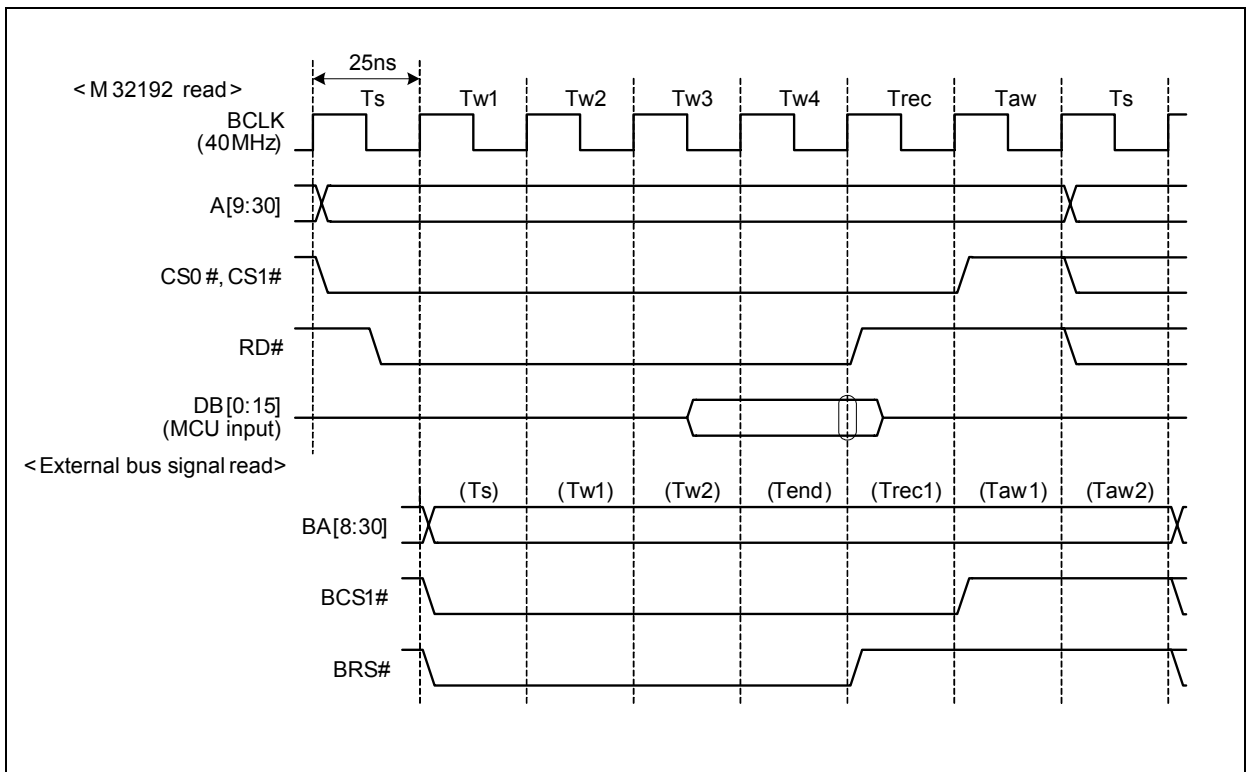 25ns
<M32192 read>
Ts Tw1 Tw2 Tw3 Tw4 Trec Taw Ts
BCLK
(40MHz)
A[9:30]
CS0#, CS1#
RD#
DB[0:15]
(MCU input)
<External bus signal read>
(Ts) (Tw1) (Tw2) (Tend) (Trec1) (Taw1) (Taw2)
BA[8:30]
BCS1#
BRS#